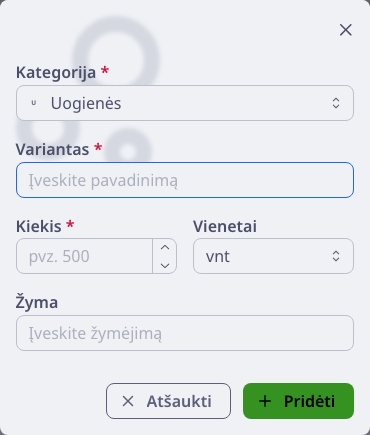 Kategorija *
U Uogienės
Variantas *
Įveskite pavadinimą
Kiekis * Vienetai
pvz. 500 vnt
Žyma
Įveskite žymėjimą
Atšaukti Pridėti